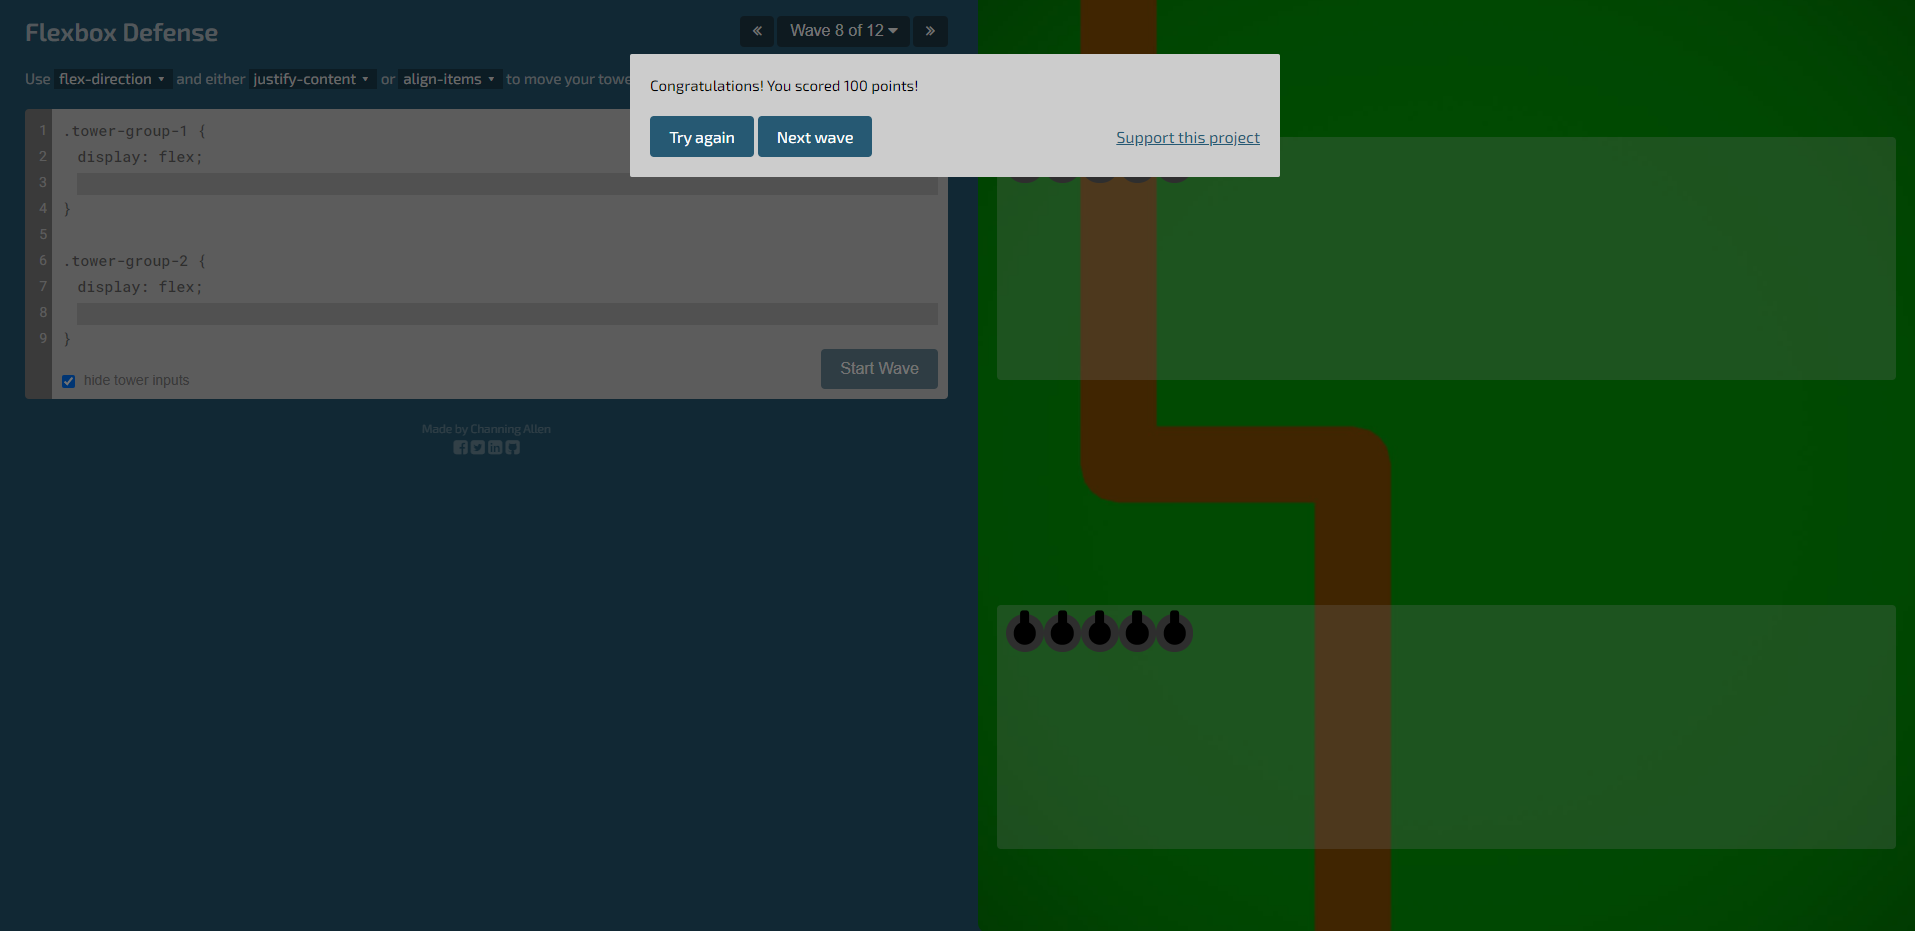 Flexbox Defense
« Wave 8 of 12 »
Use flex-direction and either justify-content or align-items to move your towe
Congratulations! You scored 100 points!
Try again Next wave Support this project
1 .tower-group-1 {
2 display: flex;
3
4 }
5
6 .tower-group-2 {
7 display: flex;
8
9 }
hide tower inputs
Start Wave
Made by Channing Allen